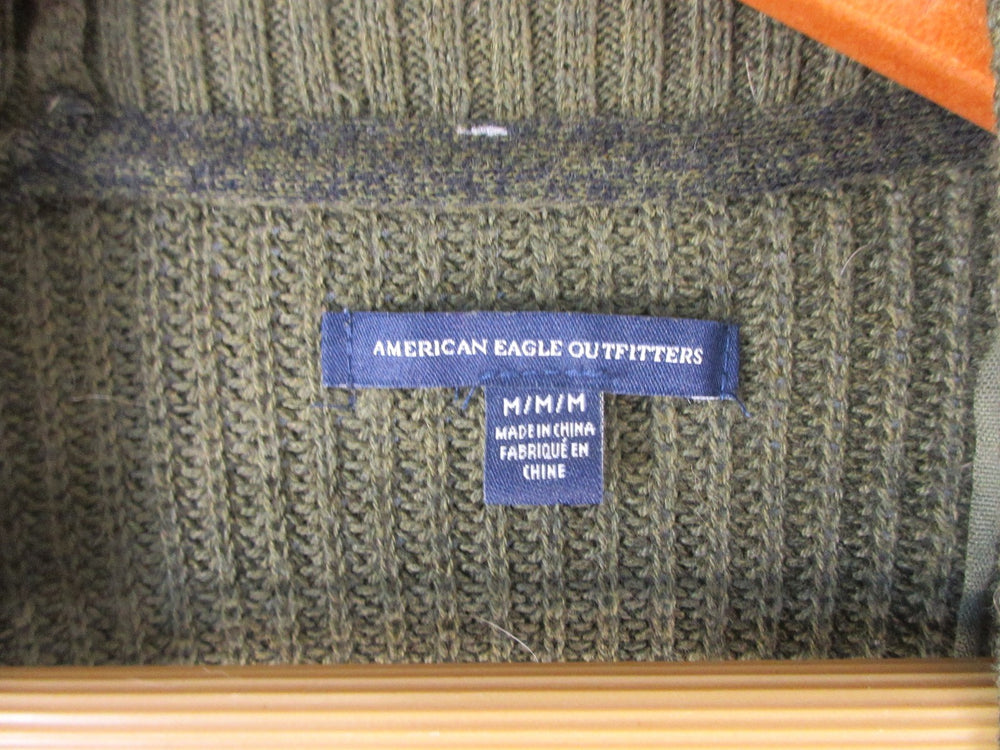 AMERICAN EAGLE OUTFITTERS
M/M/M
MADE IN CHINA
FABRIQUÉ EN
CHINE